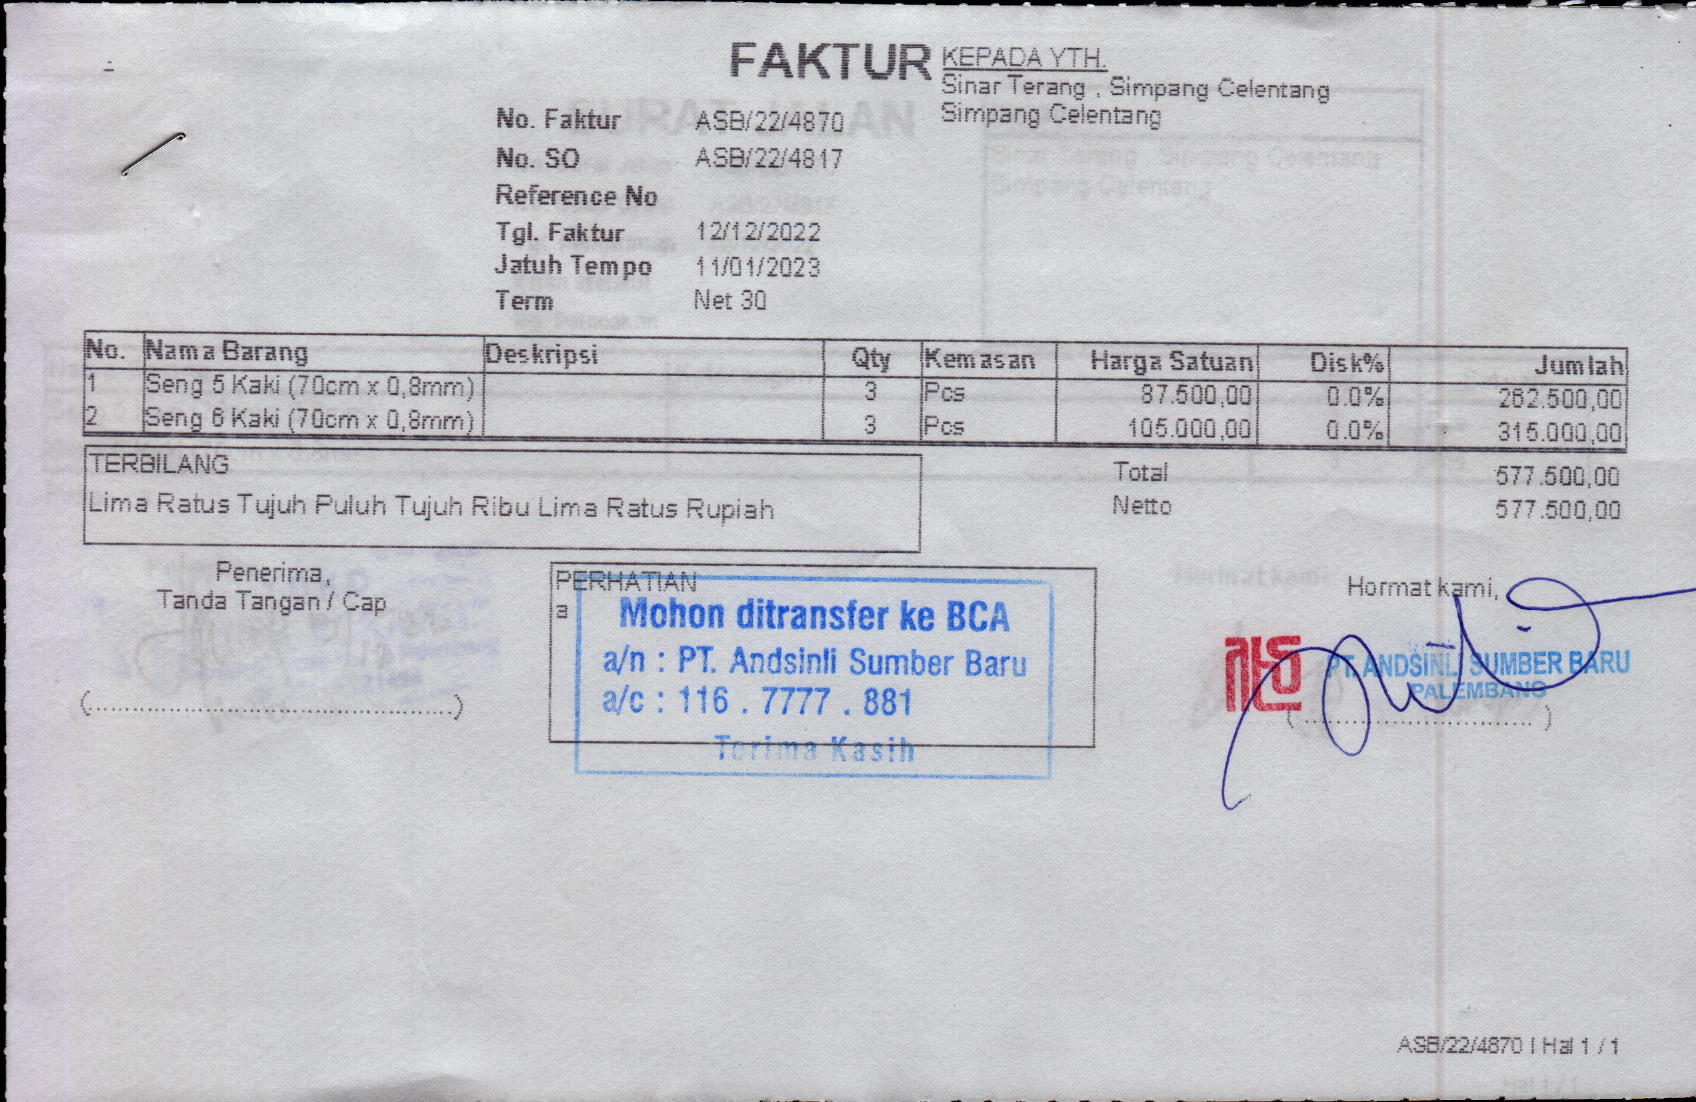 FAKTUR
KEPADA YTH.
Sinar Terang , Simpang Celentang
Simpang Celentang
No. Faktur ASB/22/4870
No. SO ASB/22/4817
Reference No
Tgl. Faktur 12/12/2022
Jatuh Tempo 11/01/2023
Term Net 30
No. Nama Barang Deskripsi Qty Kemasan Harga Satuan Disk% Jumlah
1 Seng 5 Kaki (70cm x 0,8mm) 3 Pcs 87.500,00 0.0% 262.500,00
2 Seng 6 Kaki (70cm x 0,8mm) 3 Pcs 105.000,00 0.0% 315.000,00
TERBILANG
Lima Ratus Tujuh Puluh Tujuh Ribu Lima Ratus Rupiah
Total 577.500,00
Netto 577.500,00
Penerima,
Tanda Tangan / Cap
(..................................................)
PERHATIAN
a
Mohon ditransfer ke BCA
a/n : PT. Andsinli Sumber Baru
a/c : 116 . 7777 . 881
Terima Kasih
Hormat kami,
PT. ANDSINLI SUMBER BARU
PALEMBANG
( ................................ )
ASB/22/4870 | Hal 1 / 1